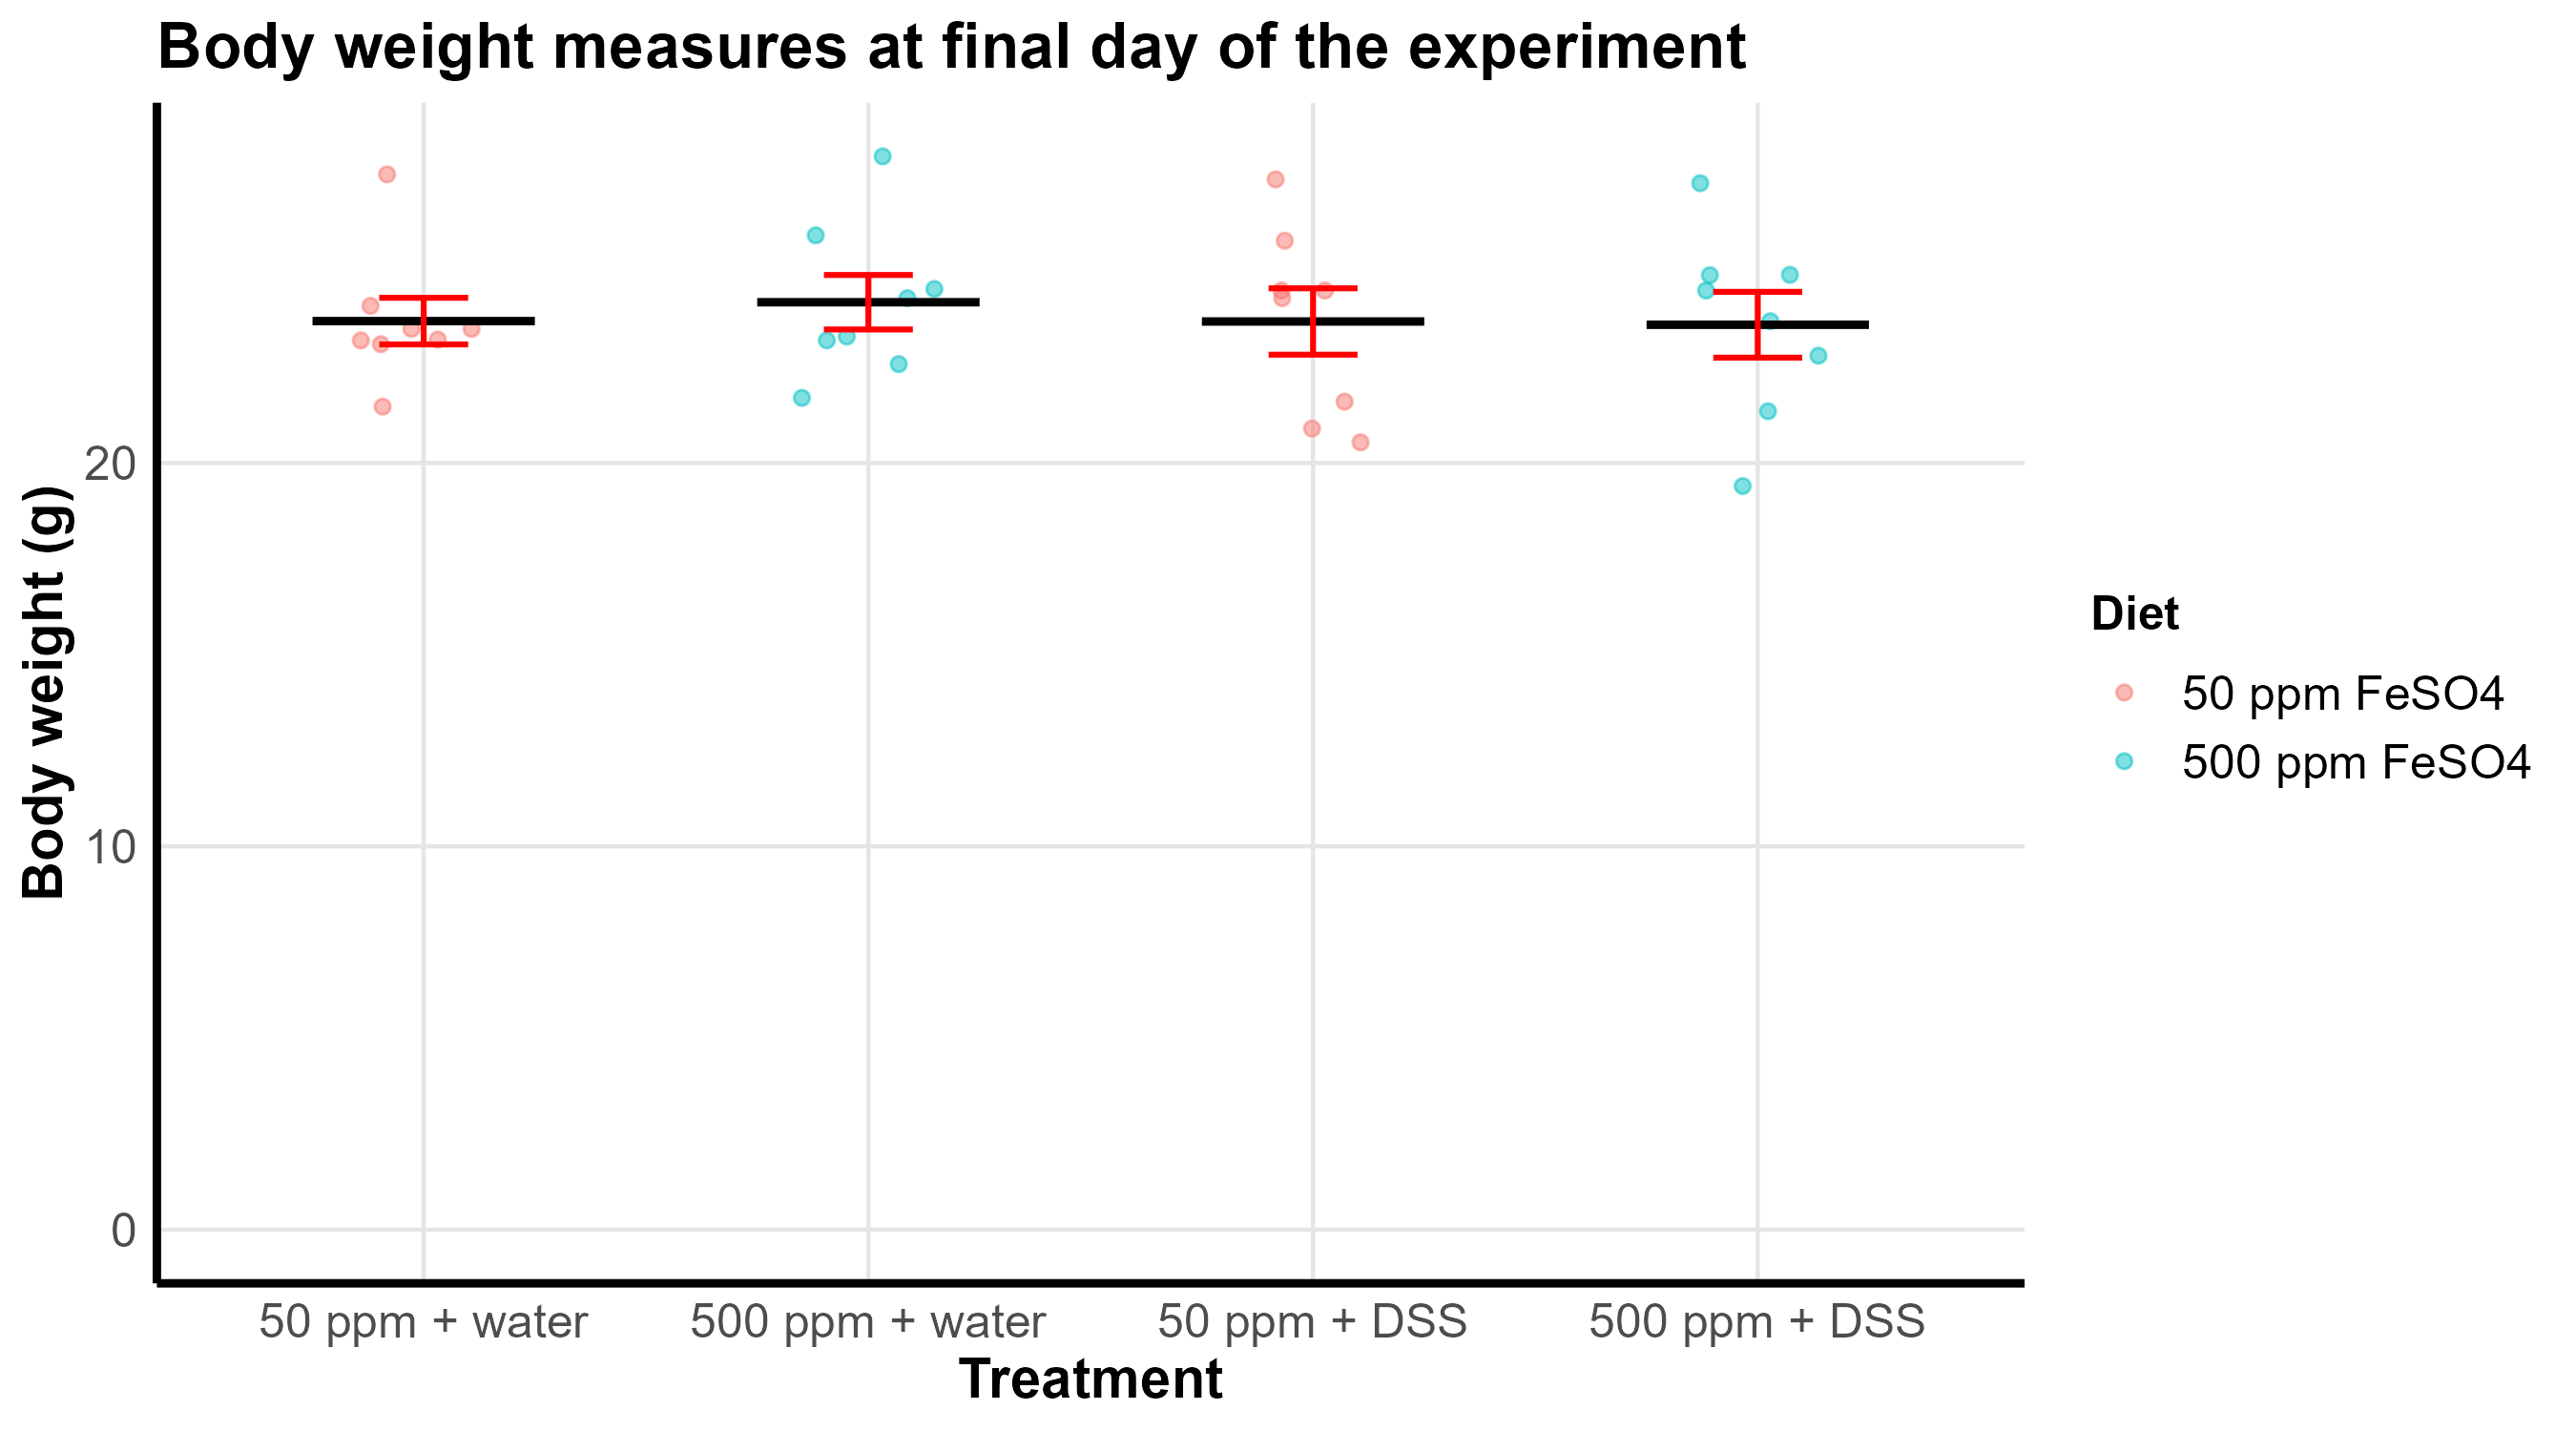 Body weight measures at final day of the experiment
Body weight (g)
20
10
0
50 ppm + water
500 ppm + water
50 ppm + DSS
500 ppm + DSS
Treatment
Diet
50 ppm FeSO4
500 ppm FeSO4